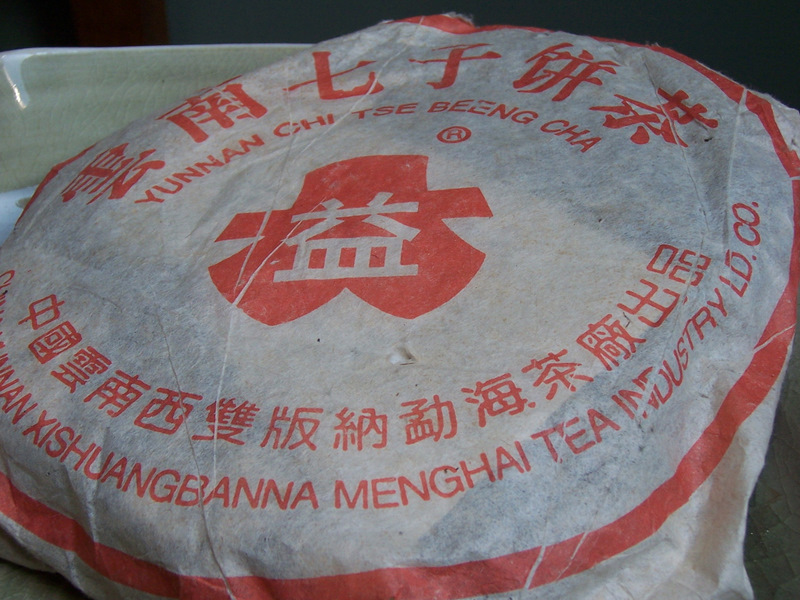 雲南七子饼茶
YUNNAN CHI TSE BEENG CHA
®
益
中國雲南西雙版納勐海茶廠出品
CHINA YUNNAN XISHUANGBANNA MENGHAI TEA INDUSTRY LD. CO.